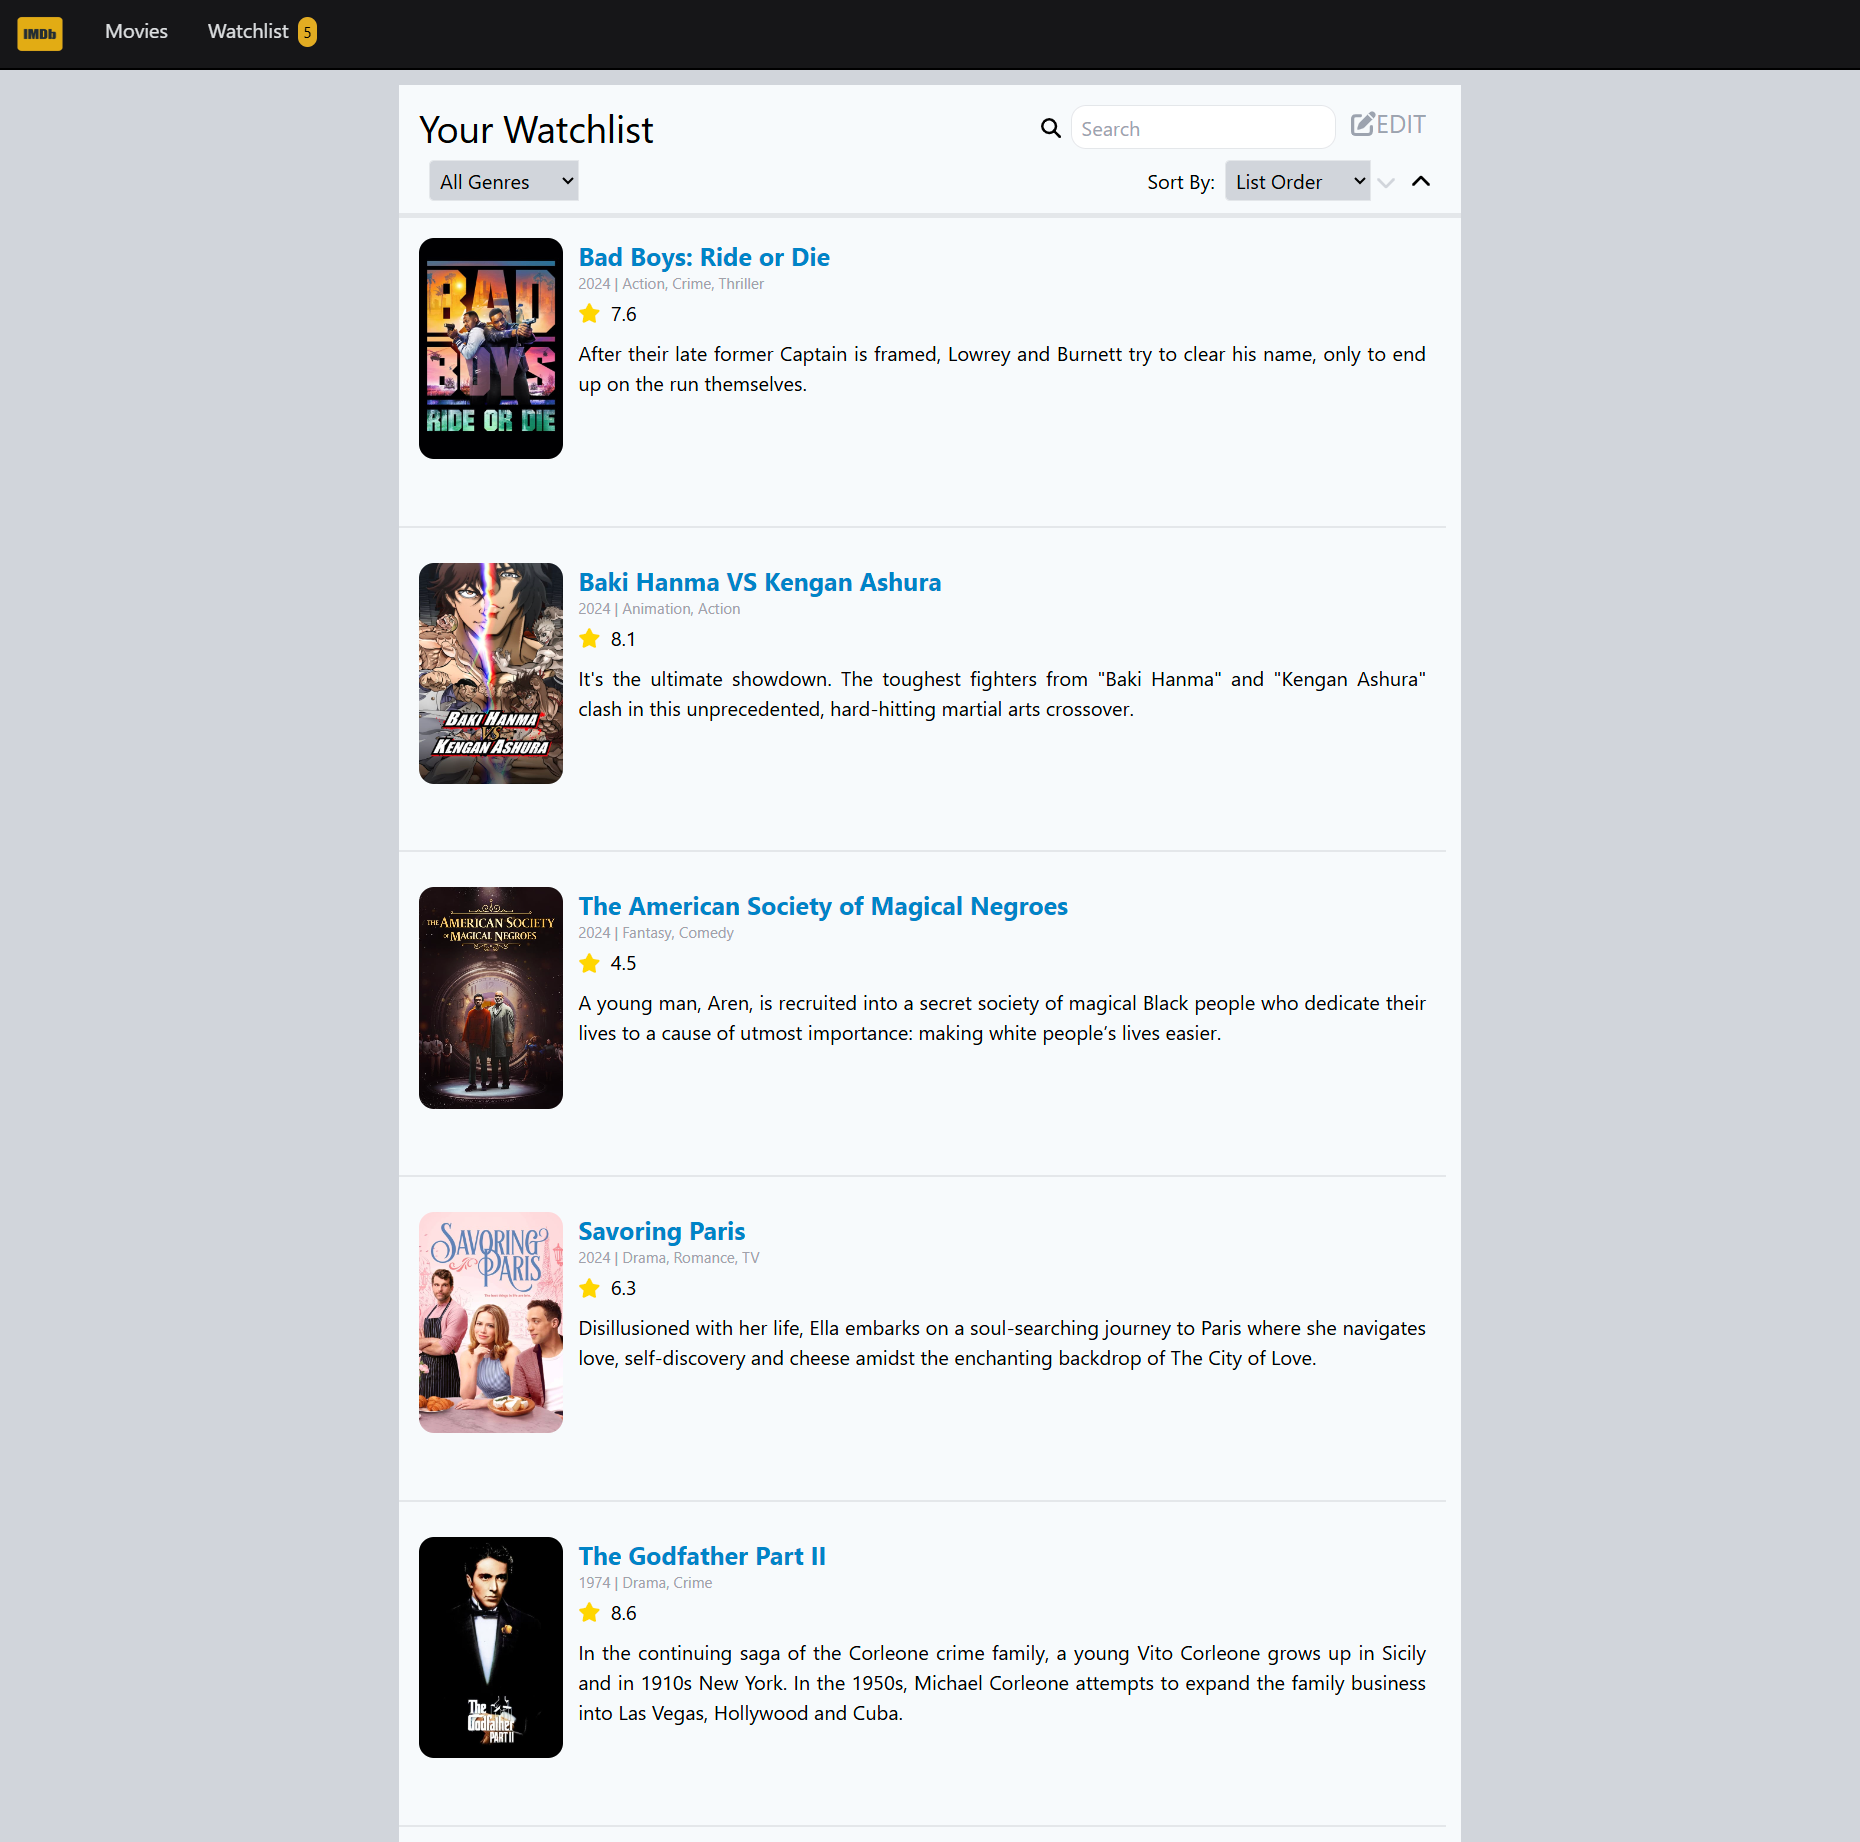 IMDb Movies Watchlist 5
Your Watchlist Search EDIT
All Genres Sort By: List Order
BAD
BOYS
RIDE OR DIE
Bad Boys: Ride or Die
2024 | Action, Crime, Thriller
7.6
After their late former Captain is framed, Lowrey and Burnett try to clear his name, only to end
up on the run themselves.
BAKI HANMA
VS
KENGAN ASHURA
Baki Hanma VS Kengan Ashura
2024 | Animation, Action
8.1
It's the ultimate showdown. The toughest fighters from "Baki Hanma" and "Kengan Ashura"
clash in this unprecedented, hard-hitting martial arts crossover.
THE AMERICAN SOCIETY
OF MAGICAL NEGROES
The American Society of Magical Negroes
2024 | Fantasy, Comedy
4.5
A young man, Aren, is recruited into a secret society of magical Black people who dedicate their
lives to a cause of utmost importance: making white people’s lives easier.
SAVORING
PARIS
Savoring Paris
2024 | Drama, Romance, TV
6.3
Disillusioned with her life, Ella embarks on a soul-searching journey to Paris where she navigates
love, self-discovery and cheese amidst the enchanting backdrop of The City of Love.
The
Godfather
PART II
The Godfather Part II
1974 | Drama, Crime
8.6
In the continuing saga of the Corleone crime family, a young Vito Corleone grows up in Sicily
and in 1910s New York. In the 1950s, Michael Corleone attempts to expand the family business
into Las Vegas, Hollywood and Cuba.